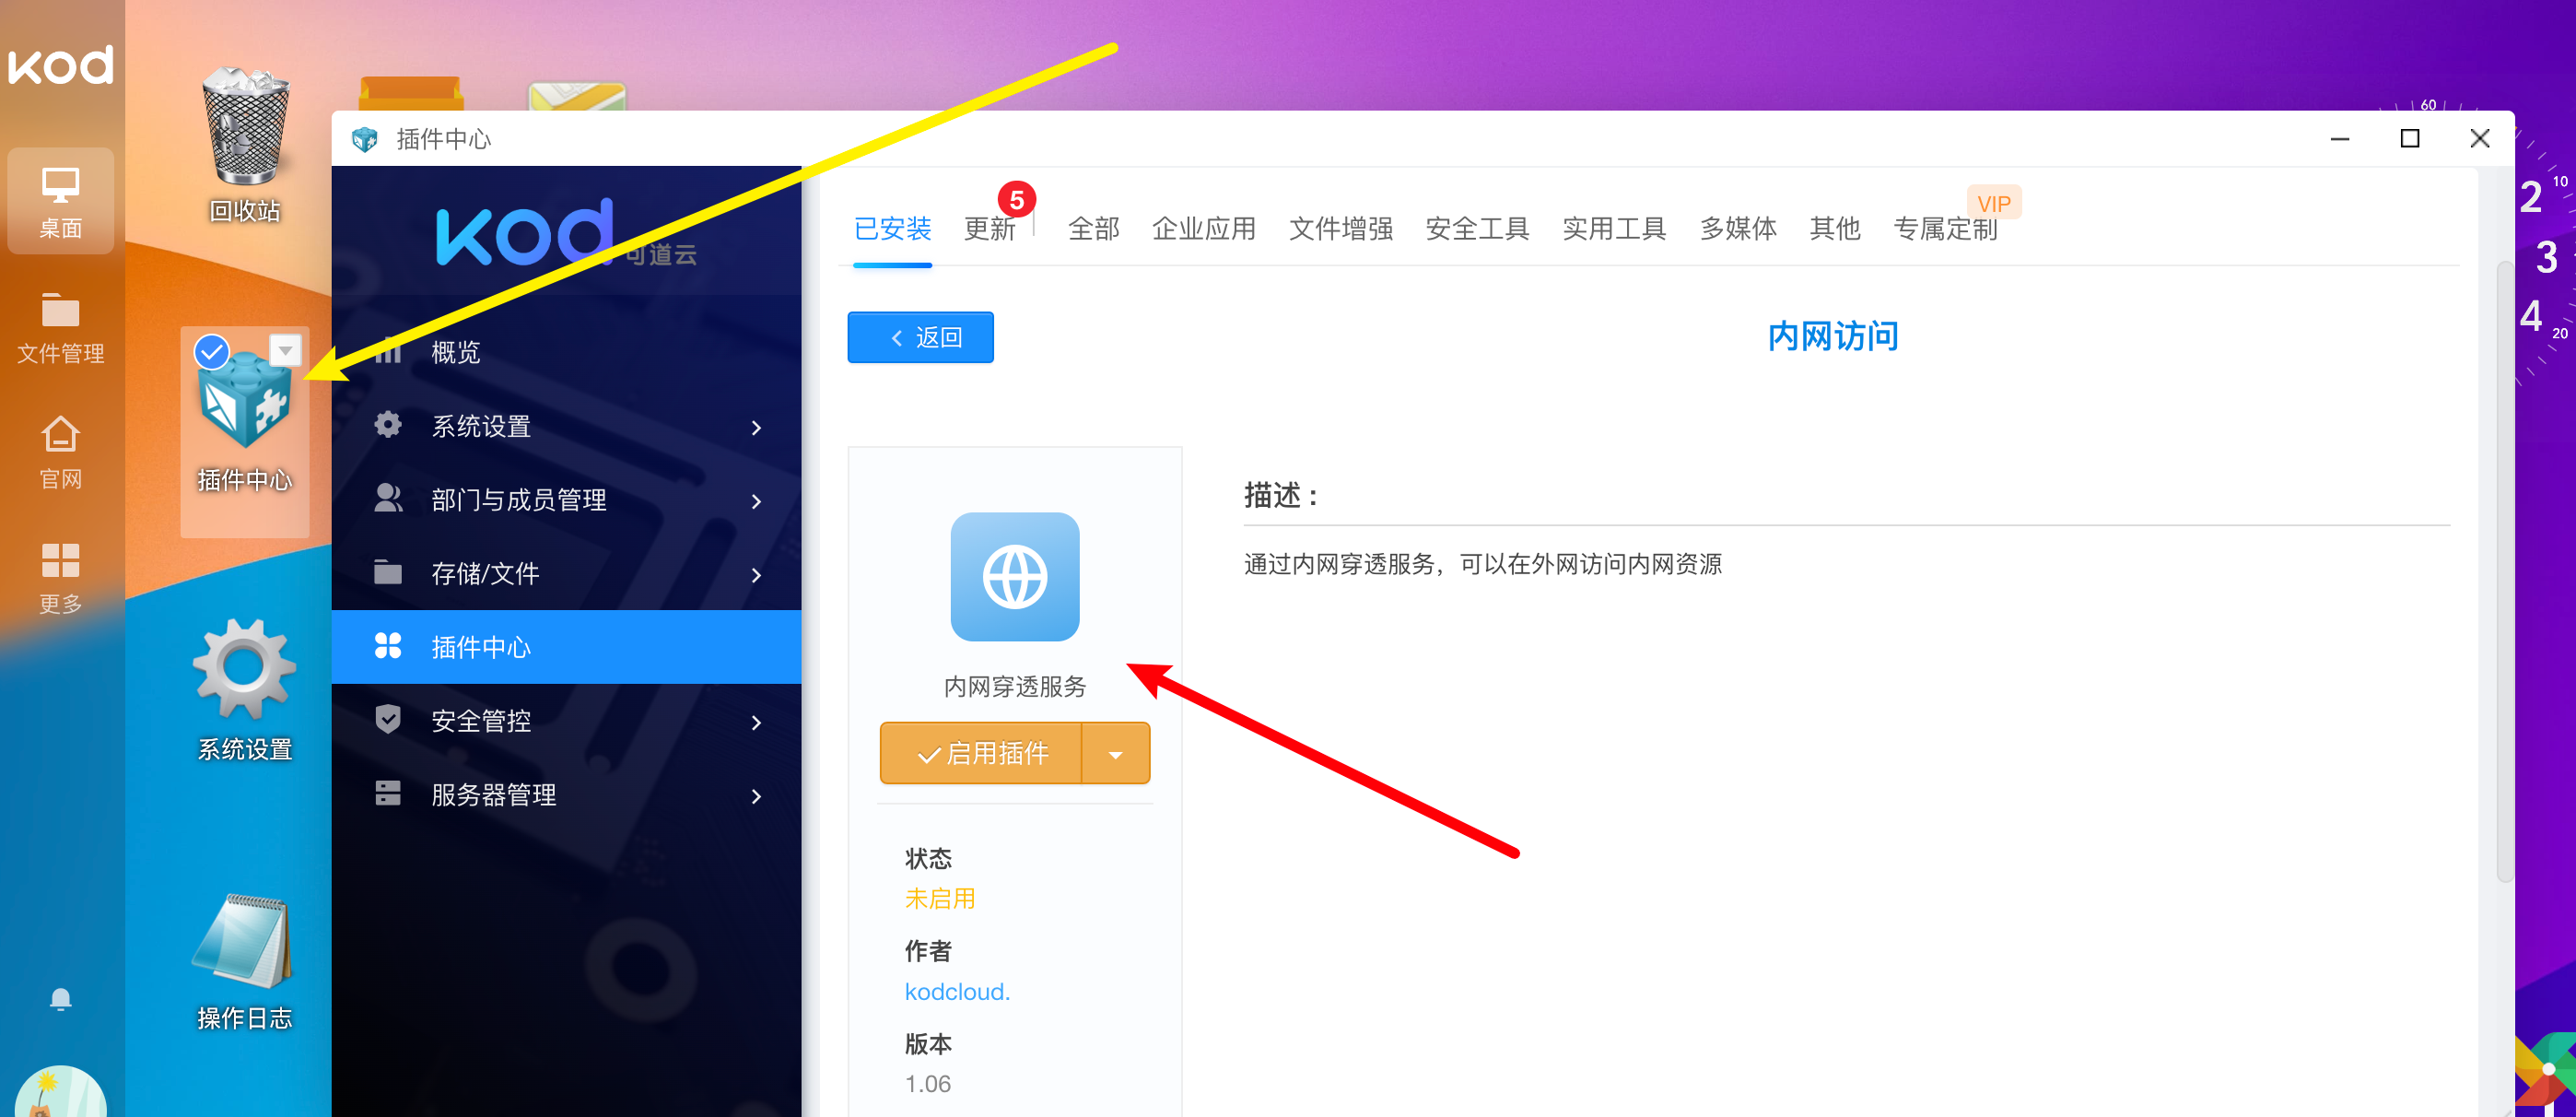 kod
桌面
文件管理
官网
更多
回收站
插件中心
系统设置
操作日志
插件中心
kod 可道云
概览
系统设置
部门与成员管理
存储/文件
插件中心
安全管控
服务器管理
已安装 更新 5 全部 企业应用 文件增强 安全工具 实用工具 多媒体 其他 专属定制 VIP
返回
内网访问
内网穿透服务
启用插件
状态
未启用
作者
kodcloud.
版本
1.06
描述：
通过内网穿透服务，可以在外网访问内网资源
60
2
10
3
4
20